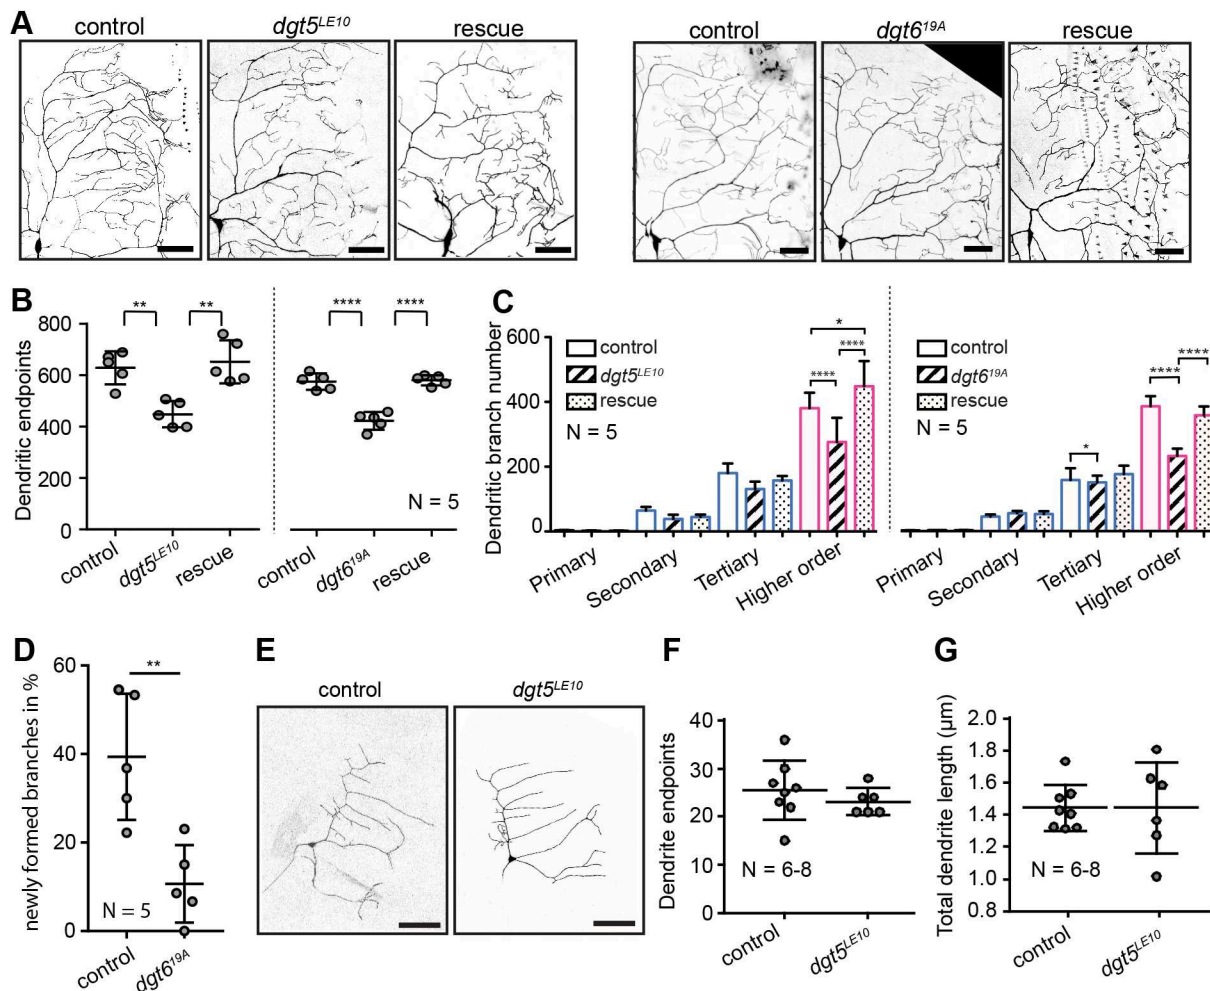 A
control
dgt5LE10
rescue
control
dgt619A
rescue
B
** **
**** ****
Dendritic endpoints
800
600
400
200
0
N = 5
control
dgt5LE10
rescue
control
dgt619A
rescue
C
Dendritic branch number
600
400
200
0
control
dgt5LE10
rescue
N = 5
*
****
****
Primary
Secondary
Tertiary
Higher order
control
dgt619A
rescue
N = 5
*
****
****
Primary
Secondary
Tertiary
Higher order
D
newly formed branches in %
60
40
20
0
**
N = 5
control
dgt619A
E
control
dgt5LE10
F
Dendrite endpoints
40
30
20
10
0
N = 6-8
control
dgt5LE10
G
Total dendrite length (µm)
2.0
1.8
1.6
1.4
1.2
1.0
0.8
N = 6-8
control
dgt5LE10